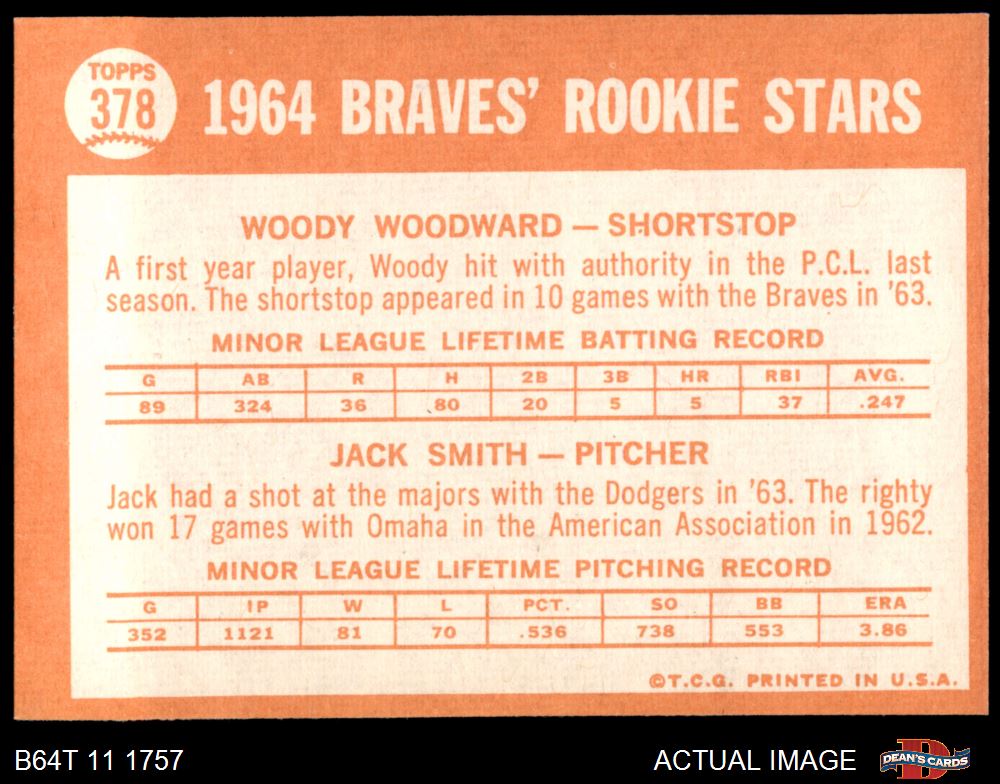 TOPPS
378
1964 BRAVES' ROOKIE STARS
WOODY WOODWARD — SHORTSTOP
A first year player, Woody hit with authority in the P.C.L. last
season. The shortstop appeared in 10 games with the Braves in '63.
MINOR LEAGUE LIFETIME BATTING RECORD
G AB R H 2B 3B HR RBI AVG.
89 324 36 80 20 5 5 37 .247
JACK SMITH — PITCHER
Jack had a shot at the majors with the Dodgers in '63. The righty
won 17 games with Omaha in the American Association in 1962.
MINOR LEAGUE LIFETIME PITCHING RECORD
G IP W L PCT. SO BB ERA
352 1121 81 70 .536 738 553 3.86
©T.C.G. PRINTED IN U.S.A.
B64T 11 1757
ACTUAL IMAGE
DEAN'S CARDS